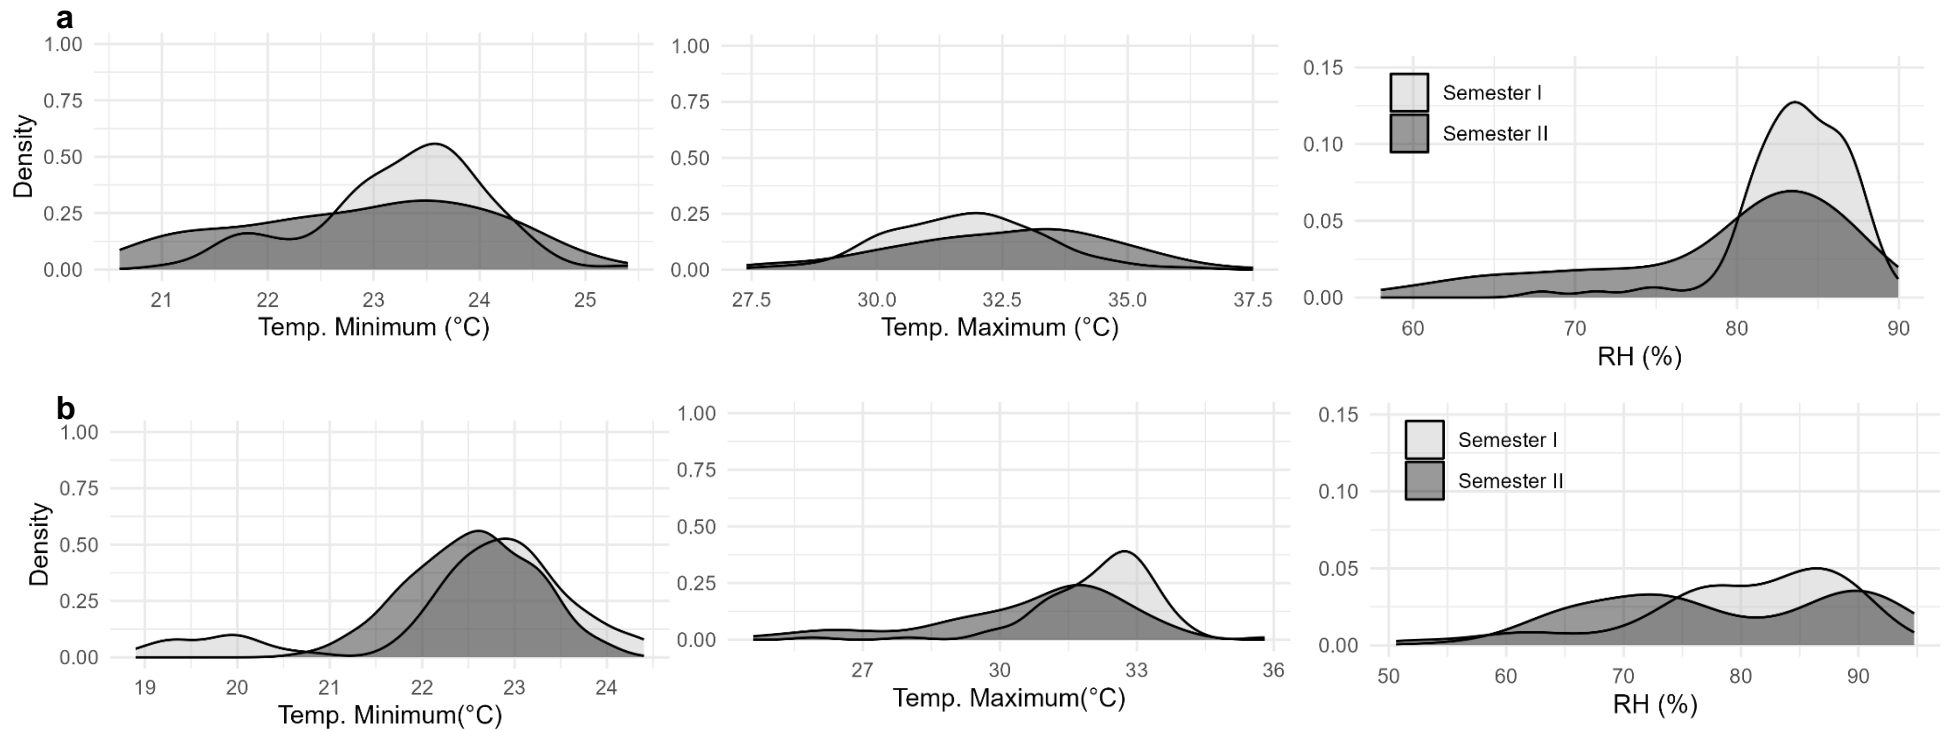 a
1.00
0.75
0.50
0.25
0.00
Density
21 22 23 24 25
Temp. Minimum (°C)
1.00
0.75
0.50
0.25
0.00
27.5 30.0 32.5 35.0 37.5
Temp. Maximum (°C)
0.15
0.10
0.05
0.00
Semester I
Semester II
60 70 80 90
RH (%)
b
1.00
0.75
0.50
0.25
0.00
Density
19 20 21 22 23 24
Temp. Minimum(°C)
1.00
0.75
0.50
0.25
0.00
27 30 33 36
Temp. Maximum(°C)
0.15
0.10
0.05
0.00
Semester I
Semester II
50 60 70 80 90
RH (%)